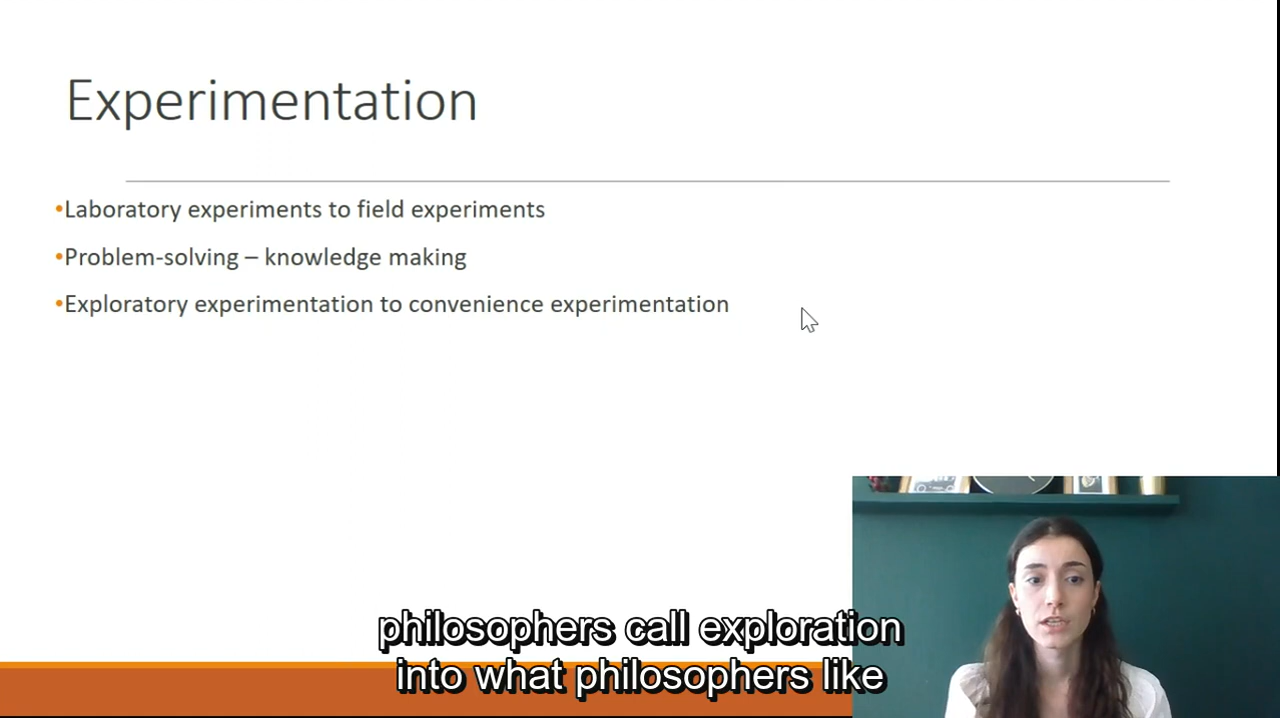 Experimentation
•Laboratory experiments to field experiments
•Problem-solving – knowledge making
•Exploratory experimentation to convenience experimentation
philosophers call exploration
into what philosophers like